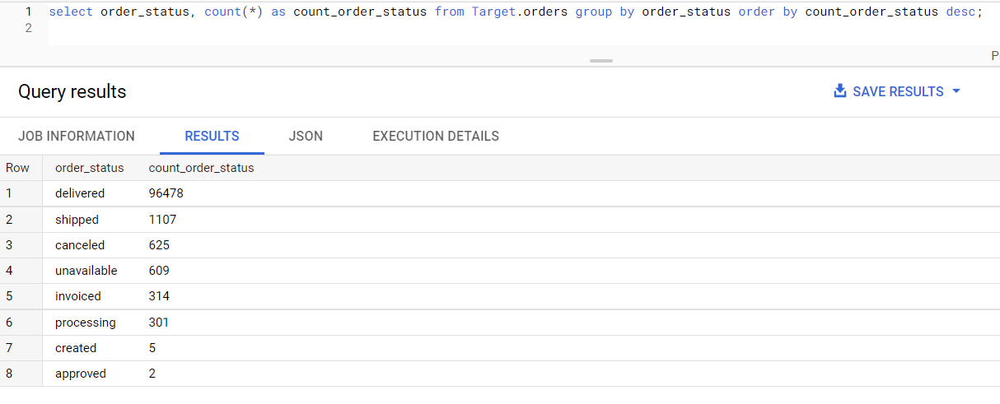 1 select order_status, count(*) as count_order_status from Target.orders group by order_status order by count_order_status desc;
2
P
Query results SAVE RESULTS
JOB INFORMATION RESULTS JSON EXECUTION DETAILS
Row order_status count_order_status
1 delivered 96478
2 shipped 1107
3 canceled 625
4 unavailable 609
5 invoiced 314
6 processing 301
7 created 5
8 approved 2